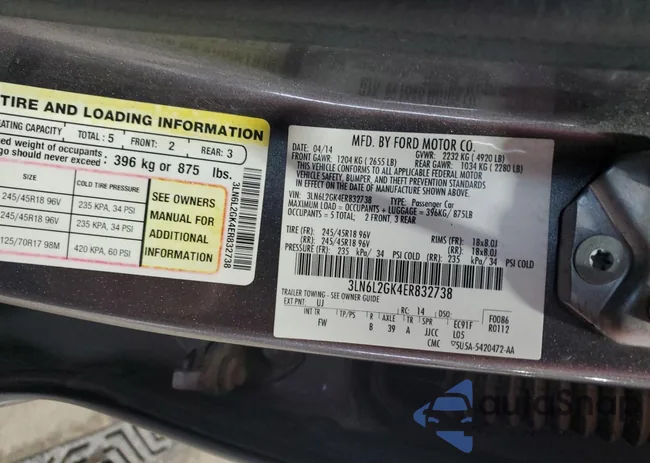 TIRE AND LOADING INFORMATION
EATING CAPACITY TOTAL: 5 FRONT: 2 REAR: 3
ned weight of occupants
go should never exceed: 396 kg or 875 lbs.
SIZE COLD TIRE PRESSURE
245/45R18 96V 235 KPA, 34 PSI
245/45R18 96V 235 KPA, 34 PSI
125/70R17 98M 420 KPA, 60 PSI
SEE OWNERS
MANUAL FOR
ADDITIONAL
INFORMATION
3LN6L2GK4ER832738
MFD. BY FORD MOTOR CO.
DATE: 04/14 GVWR: 2232 KG ( 4920 LB)
FRONT GAWR: 1204 KG ( 2655 LB) REAR GAWR: 1034 KG ( 2280 LB)
THIS VEHICLE CONFORMS TO ALL APPLICABLE FEDERAL MOTOR
VEHICLE SAFETY, BUMPER, AND THEFT PREVENTION STANDARDS
IN EFFECT ON THE DATE OF MANUFACTURE SHOWN ABOVE.
VIN: 3LN6L2GK4ER832738 TYPE: Passenger Car
MAXIMUM LOAD = OCCUPANTS + LUGGAGE = 396KG/ 875LB
OCCUPANTS = 5 TOTAL: 2 FRONT, 3 REAR
TIRE (FR): 245/45R18 96V RIMS (FR): 18x8.0J
(RR): 245/45R18 96V (RR): 18x8.0J
PRESSURE (FR): 235 kPa/ 34 PSI COLD (RR): 235 kPa/ 34 PSI COLD
3LN6L2GK4ER832738
TRAILER TOWING - SEE OWNER GUIDE
EXT PNT: UJ RC: 14 DSO: F0086
INT TR TP/PS R AXLE TR SPR EC91F R0112
FW B 39 A JJCC L05
CMC ▽SU5A-5420472-AA
autoSnap